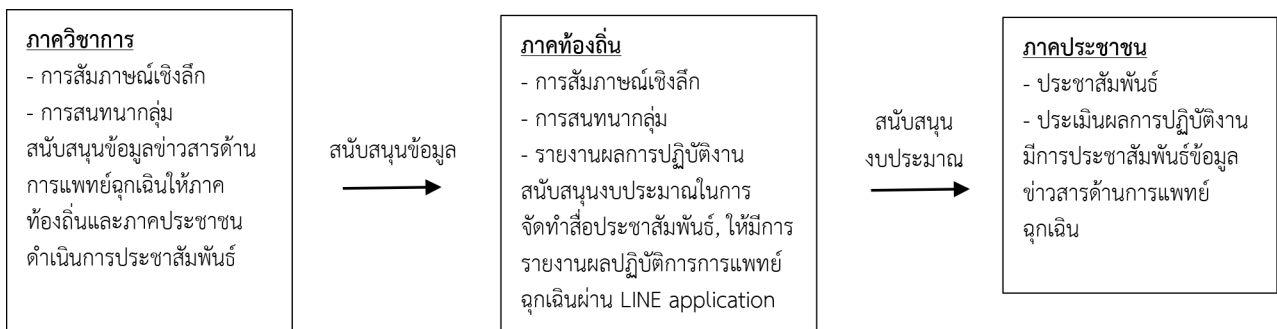 ภาควิชาการ
- การสัมภาษณ์เชิงลึก
- การสนทนากลุ่ม
สนับสนุนข้อมูลข่าวสารด้าน
การแพทย์ฉุกเฉินให้ภาค
ท้องถิ่นและภาคประชาชน
ดำเนินการประชาสัมพันธ์
สนับสนุนข้อมูล
ภาคท้องถิ่น
- การสัมภาษณ์เชิงลึก
- การสนทนากลุ่ม
- รายงานผลการปฏิบัติงาน
สนับสนุนงบประมาณในการ
จัดทำสื่อประชาสัมพันธ์, ให้มีการ
รายงานผลปฏิบัติการการแพทย์
ฉุกเฉินผ่าน LINE application
สนับสนุน
งบประมาณ
ภาคประชาชน
- ประชาสัมพันธ์
- ประเมินผลการปฏิบัติงาน
มีการประชาสัมพันธ์ข้อมูล
ข่าวสารด้านการแพทย์
ฉุกเฉิน